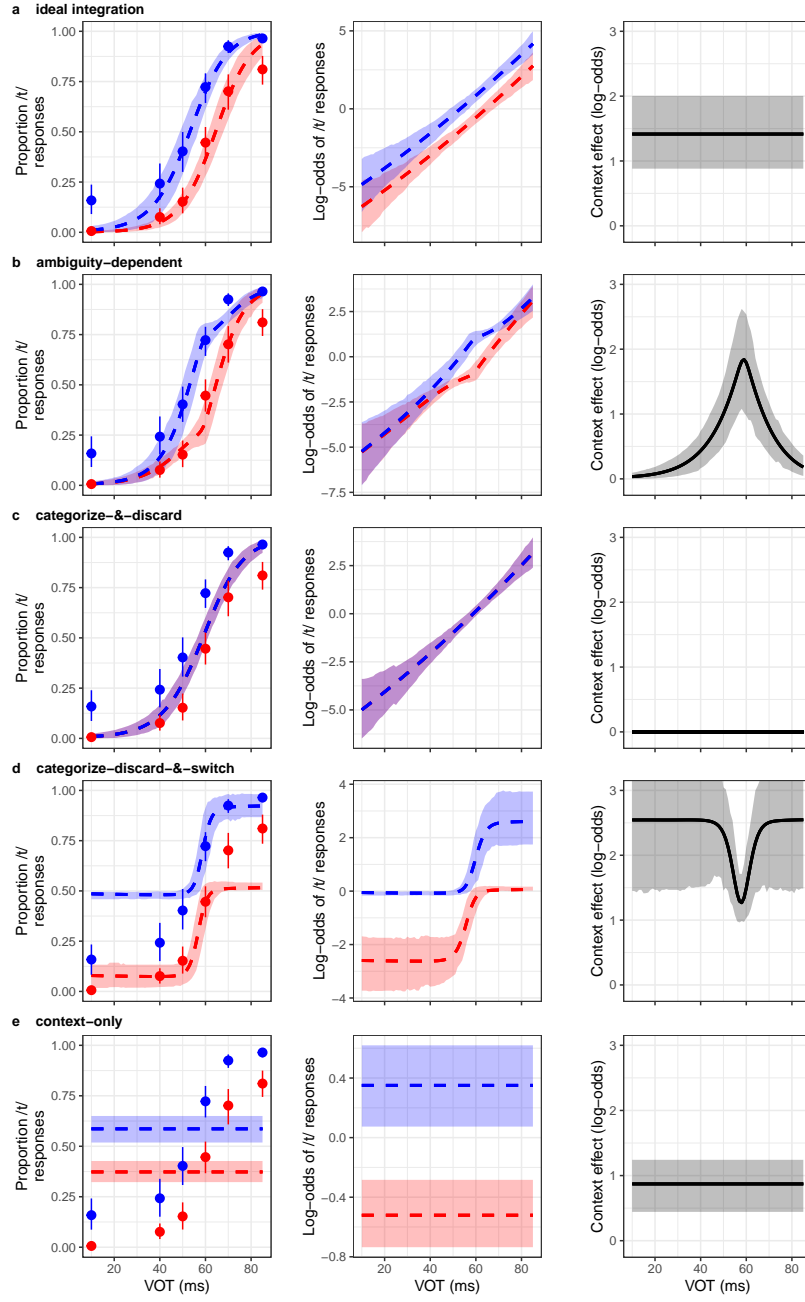 a ideal integration
Proportion /t/
responses
1.00
0.75
0.50
0.25
0.00
Log−odds of /t/ responses
0
−5
Context effect (log−odds)
3
2
1
0
b ambiguity−dependent
Proportion /t/
responses
1.00
0.75
0.50
0.25
0.00
Log−odds of /t/ responses
2.5
0.0
−2.5
−5.0
−7.5
Context effect (log−odds)
3
2
1
0
c categorize−&−discard
Proportion /t/
responses
1.00
0.75
0.50
0.25
0.00
Log−odds of /t/ responses
2.5
0.0
−2.5
−5.0
Context effect (log−odds)
3
2
1
0
d categorize−discard−&−switch
Proportion /t/
responses
1.00
0.75
0.50
0.25
0.00
Log−odds of /t/ responses
4
2
0
−2
−4
Context effect (log−odds)
3
2
1
0
e context−only
Proportion /t/
responses
1.00
0.75
0.50
0.25
0.00
20 40 60 80
VOT (ms)
Log−odds of /t/ responses
0.4
0.0
−0.4
−0.8
20 40 60 80
VOT (ms)
Context effect (log−odds)
3
2
1
0
20 40 60 80
VOT (ms)